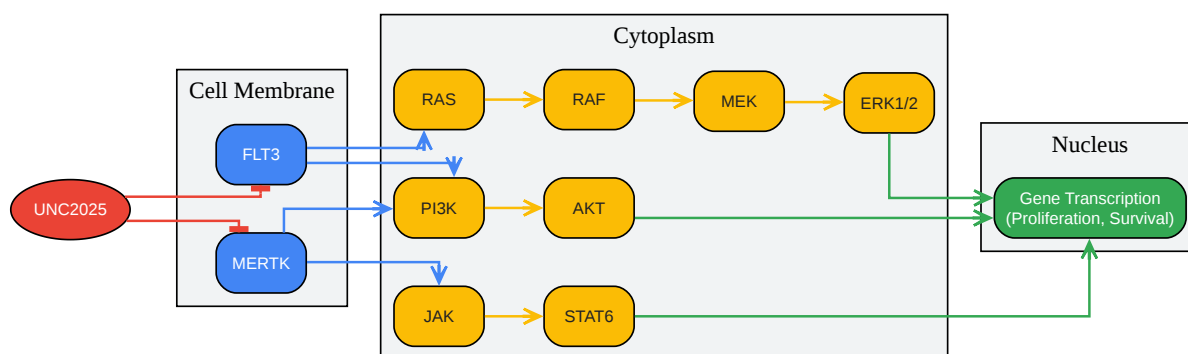 Cytoplasm
Cell Membrane
RAS
RAF
MEK
ERK1/2
FLT3
Nucleus
UNC2025
PI3K
AKT
Gene Transcription
(Proliferation, Survival)
MERTK
JAK
STAT6